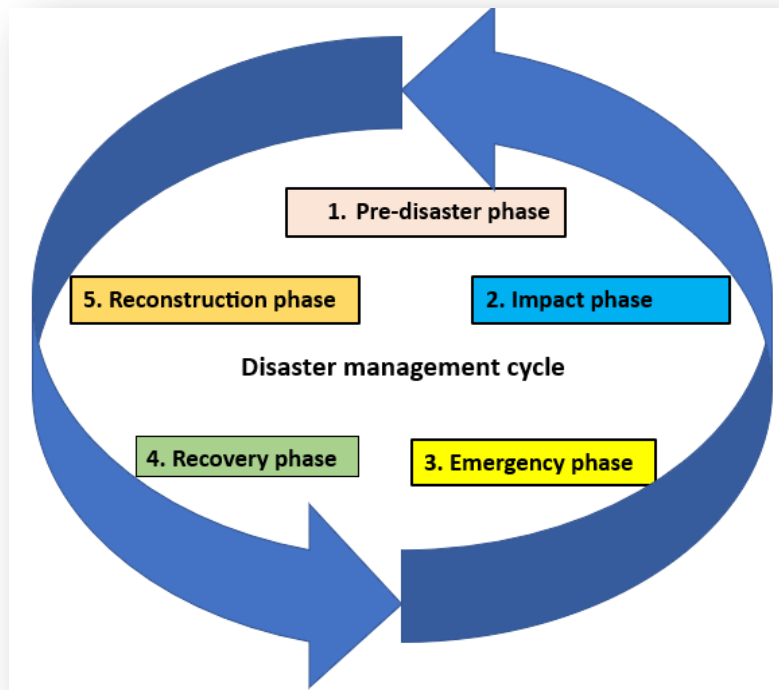 1. Pre-disaster phase
5. Reconstruction phase
2. Impact phase
Disaster management cycle
4. Recovery phase
3. Emergency phase